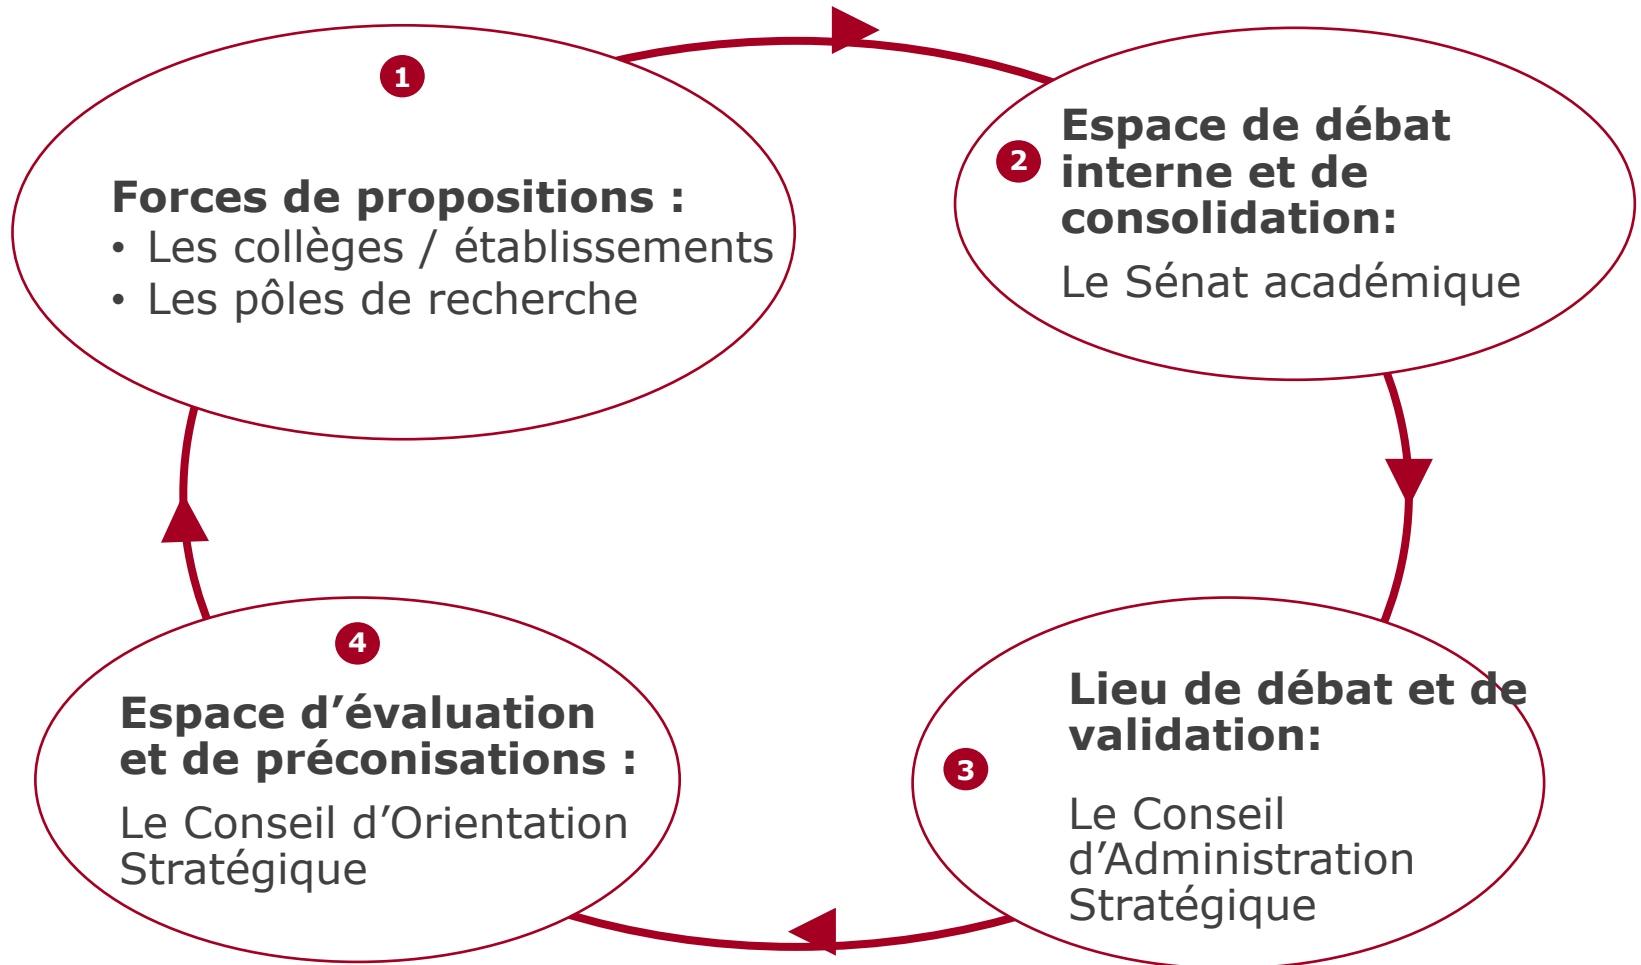 1
Forces de propositions :
• Les collèges / établissements
• Les pôles de recherche
2
Espace de débat
interne et de
consolidation:
Le Sénat académique
3
Lieu de débat et de
validation:
Le Conseil
d’Administration
Stratégique
4
Espace d’évaluation
et de préconisations :
Le Conseil d’Orientation
Stratégique